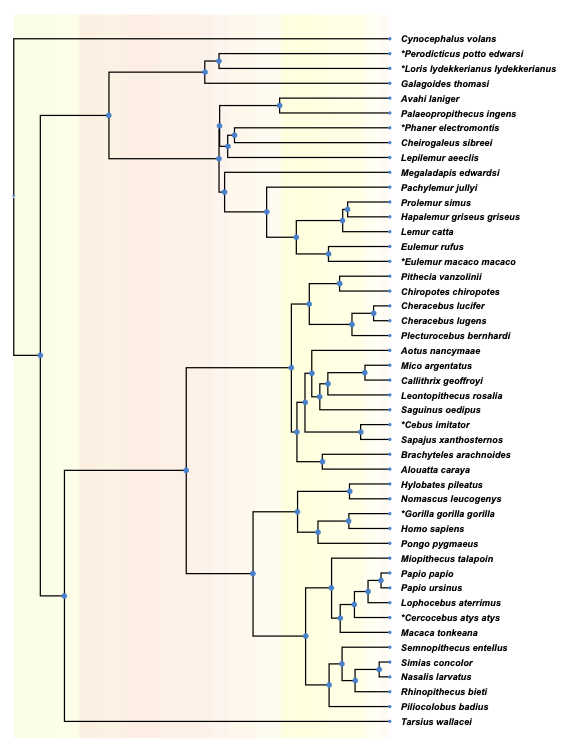 Cynocephalus volans
*Perodicticus potto edwarsi
*Loris lydekkerianus lydekkerianus
Galagoides thomasi
Avahi laniger
Palaeopropithecus ingens
*Phaner electromontis
Cheirogaleus sibreei
Lepilemur aeeclis
Megaladapis edwardsi
Pachylemur jullyi
Prolemur simus
Hapalemur griseus griseus
Lemur catta
Eulemur rufus
*Eulemur macaco macaco
Pithecia vanzolinii
Chiropotes chiropotes
Cheracebus lucifer
Cheracebus lugens
Plecturocebus bernhardi
Aotus nancymaae
Mico argentatus
Callithrix geoffroyi
Leontopithecus rosalia
Saguinus oedipus
*Cebus imitator
Sapajus xanthosternos
Brachyteles arachnoides
Alouatta caraya
Hylobates pileatus
Nomascus leucogenys
*Gorilla gorilla gorilla
Homo sapiens
Pongo pygmaeus
Miopithecus talapoin
Papio papio
Papio ursinus
Lophocebus aterrimus
*Cercocebus atys atys
Macaca tonkeana
Semnopithecus entellus
Simias concolor
Nasalis larvatus
Rhinopithecus bieti
Piliocolobus badius
Tarsius wallacei